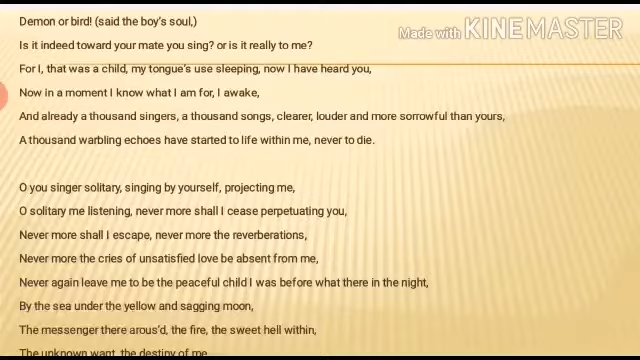 Demon or bird! (said the boy's soul,)
Made with KINEMASTER
Is it indeed toward your mate you sing? or is it really to me?
For I, that was a child, my tongue's use sleeping, now I have heard you,
Now in a moment I know what I am for, I awake,
And already a thousand singers, a thousand songs, clearer, louder and more sorrowful than yours,
A thousand warbling echoes have started to life within me, never to die.
O you singer solitary, singing by yourself, projecting me,
O solitary me listening, never more shall I cease perpetuating you,
Never more shall I escape, never more the reverberations,
Never more the cries of unsatisfied love be absent from me,
Never again leave me to be the peaceful child I was before what there in the night,
By the sea under the yellow and sagging moon,
The messenger there arous'd, the fire, the sweet hell within,
The unknown want, the destiny of me